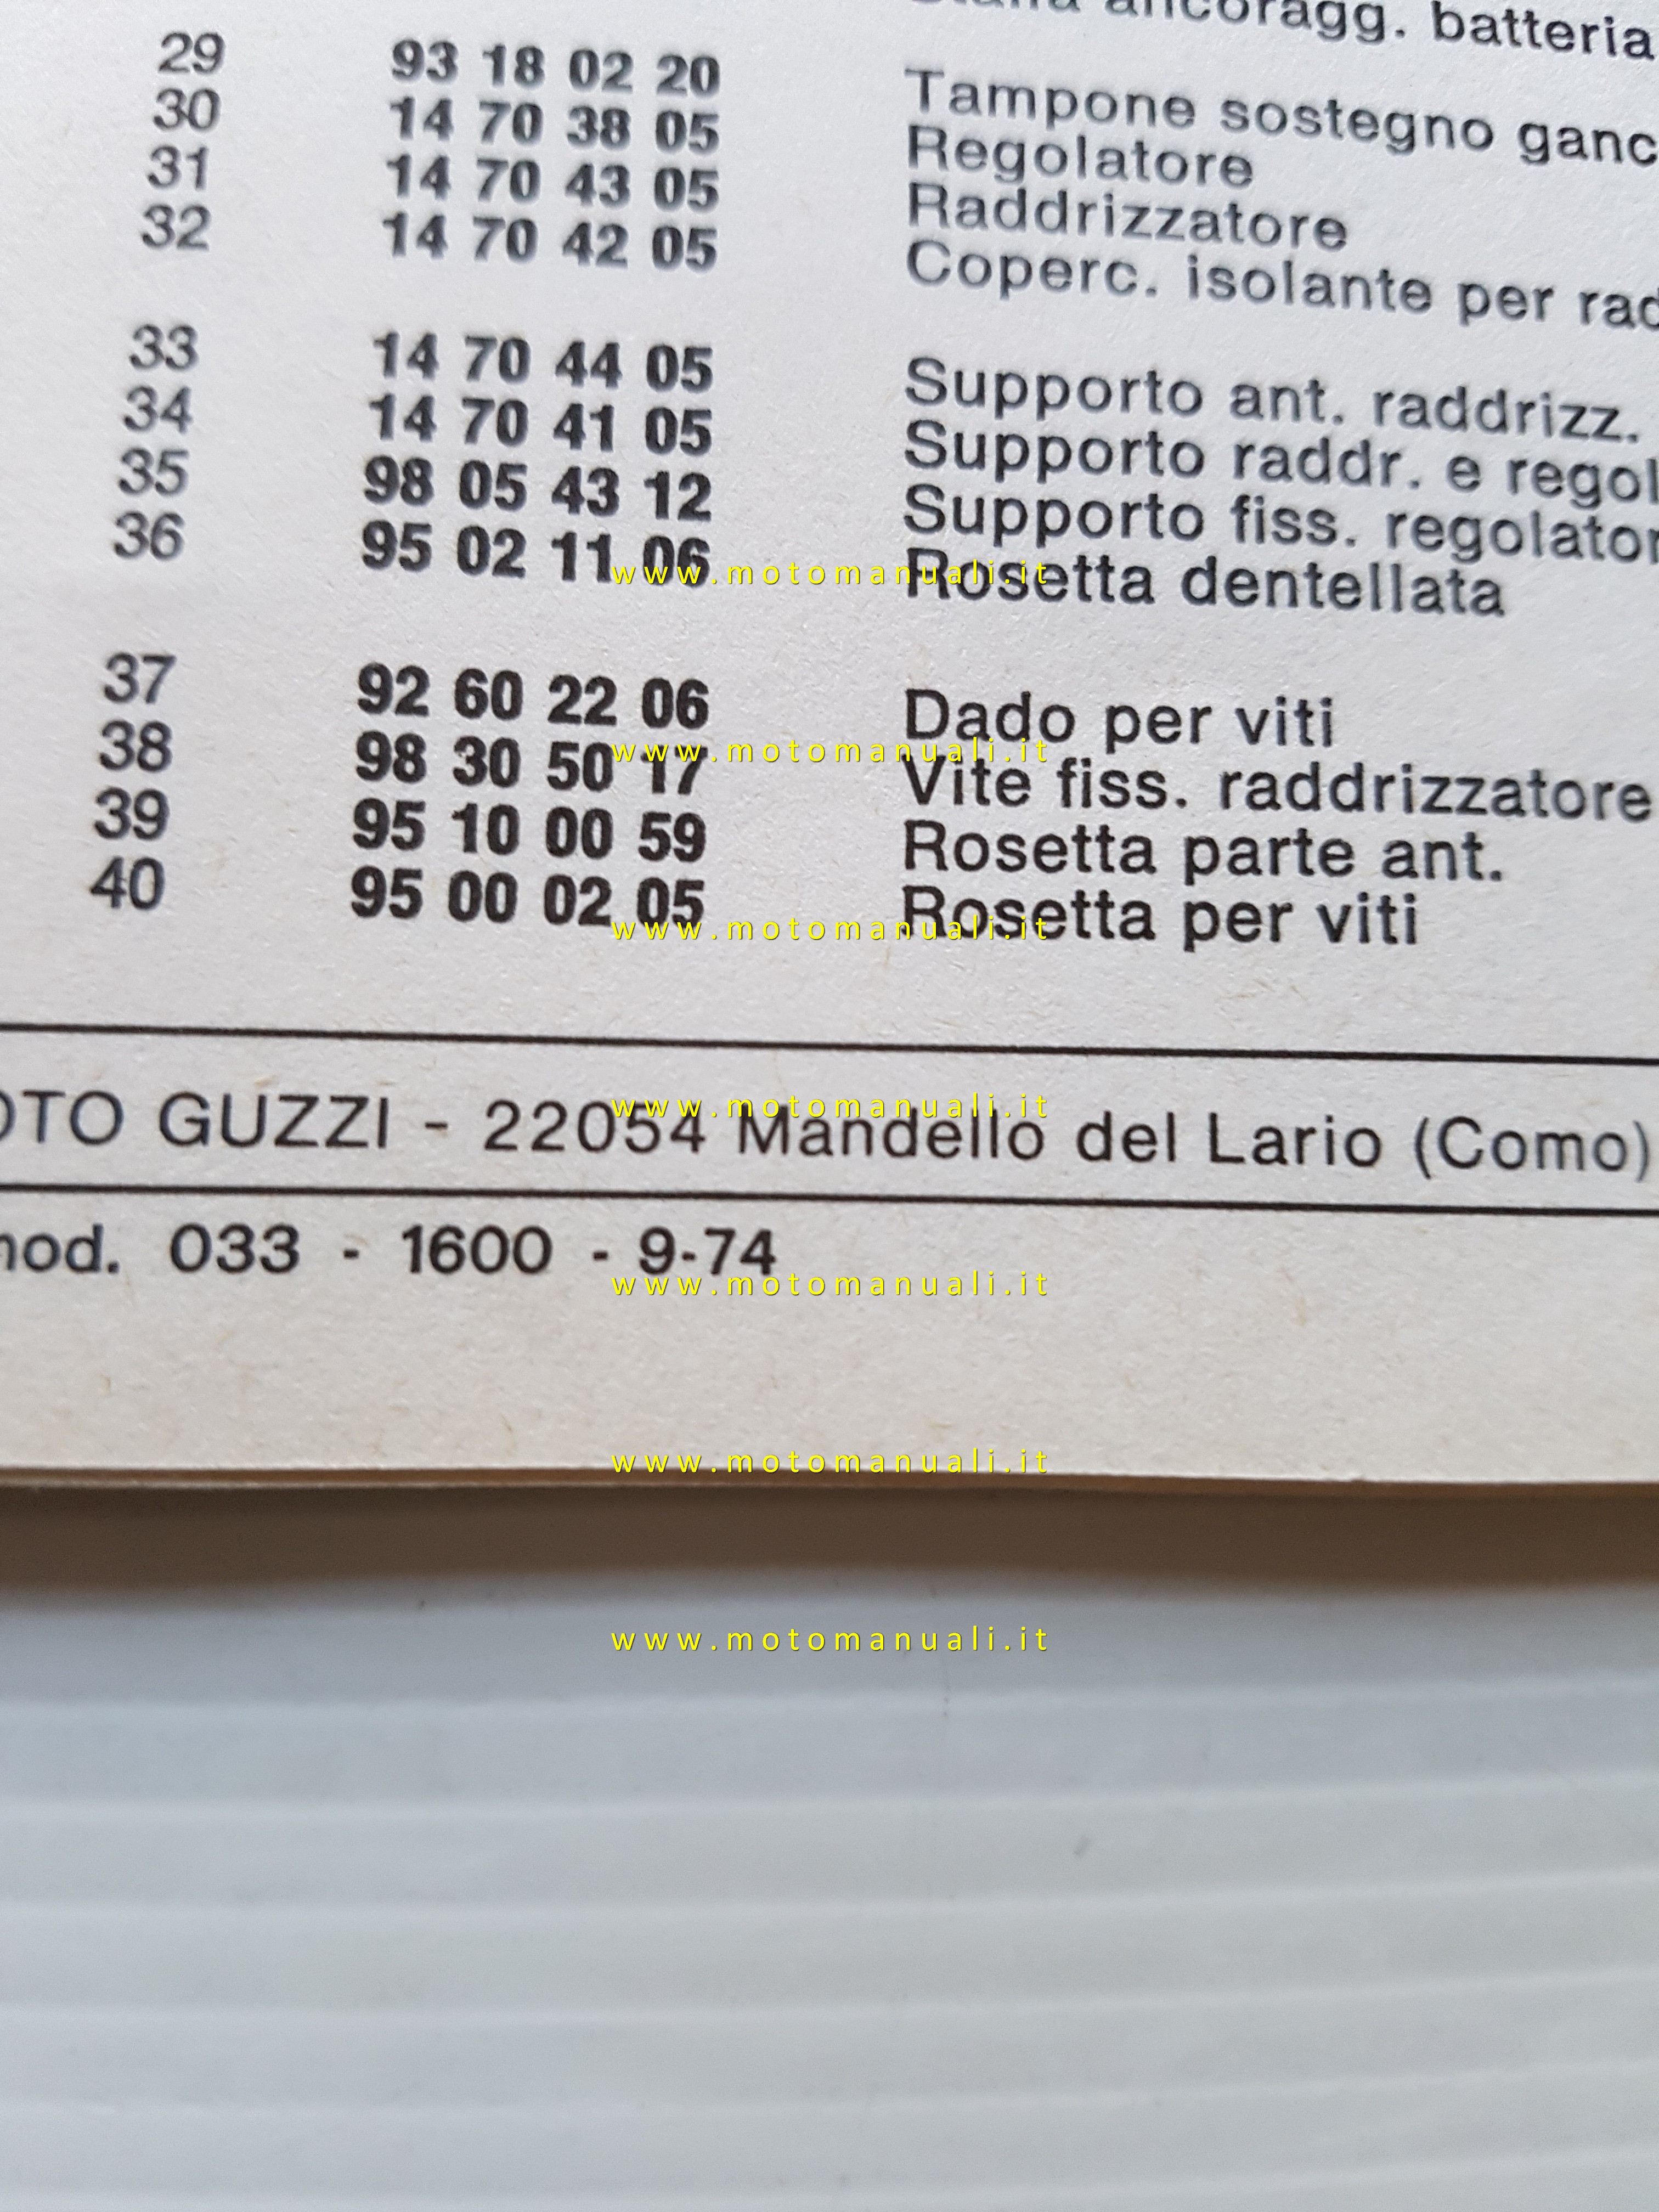 ancoragg. batteria
29 93 18 02 20 Tampone sostegno ganc
30 14 70 38 05 Regolatore
31 14 70 43 05 Raddrizzatore
32 14 70 42 05 Coperc. isolante per rad
33 14 70 44 05 Supporto ant. raddrizz.
34 14 70 41 05 Supporto raddr. e regol
35 98 05 43 12 Supporto fiss. regolator
36 95 02 11 06 Rosetta dentellata
www.motomanuali.it
37 92 60 22 06 Dado per viti
www.motomanuali.it
38 98 30 50 17 Vite fiss. raddrizzatore
39 95 10 00 59 Rosetta parte ant.
40 95 00 02 05 Rosetta per viti
www.motomanuali.it
www.motomanuali.it
OTO GUZZI - 22054 Mandello del Lario (Como)
mod. 033 - 1600 - 9-74
www.motomanuali.it
www.motomanuali.it
www.motomanuali.it